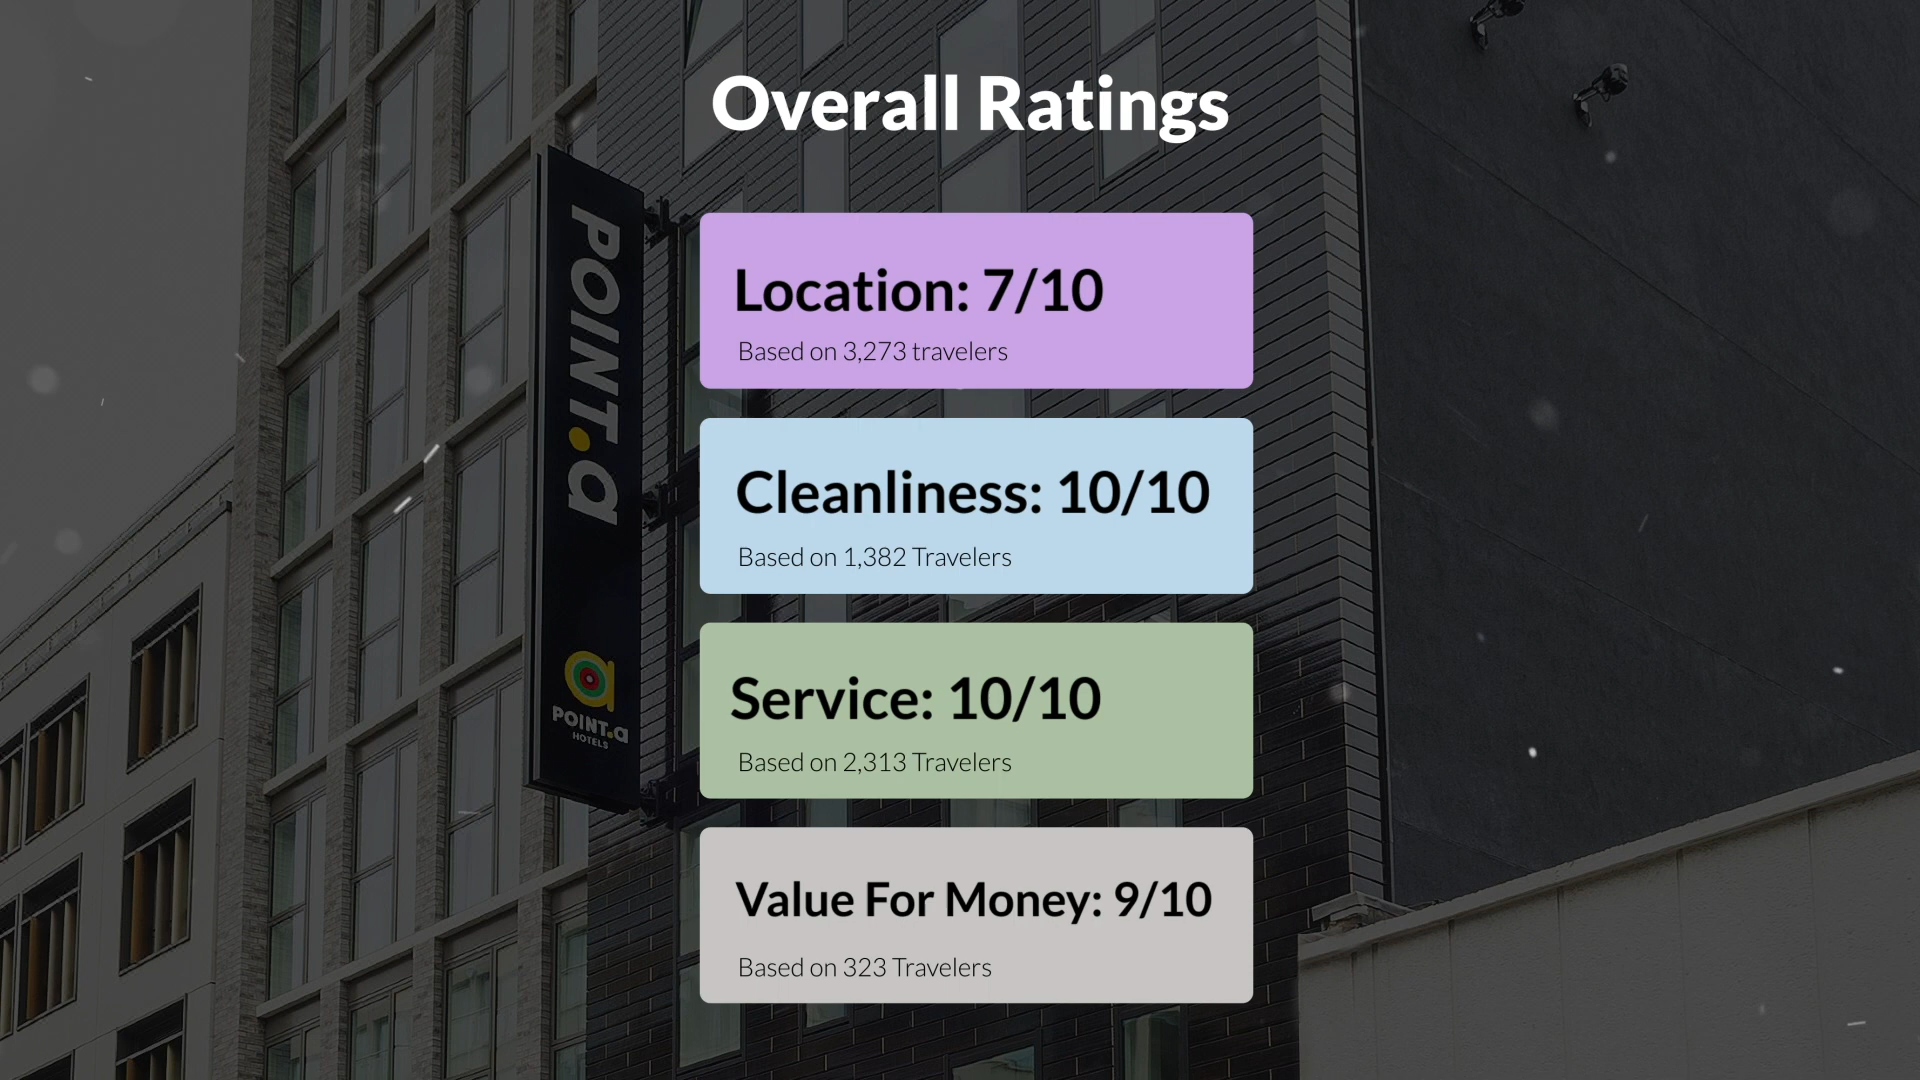 Overall Ratings
POINT.a
POINT.a
HOTELS
Location: 7/10
Based on 3,273 travelers
Cleanliness: 10/10
Based on 1,382 Travelers
Service: 10/10
Based on 2,313 Travelers
Value For Money: 9/10
Based on 323 Travelers